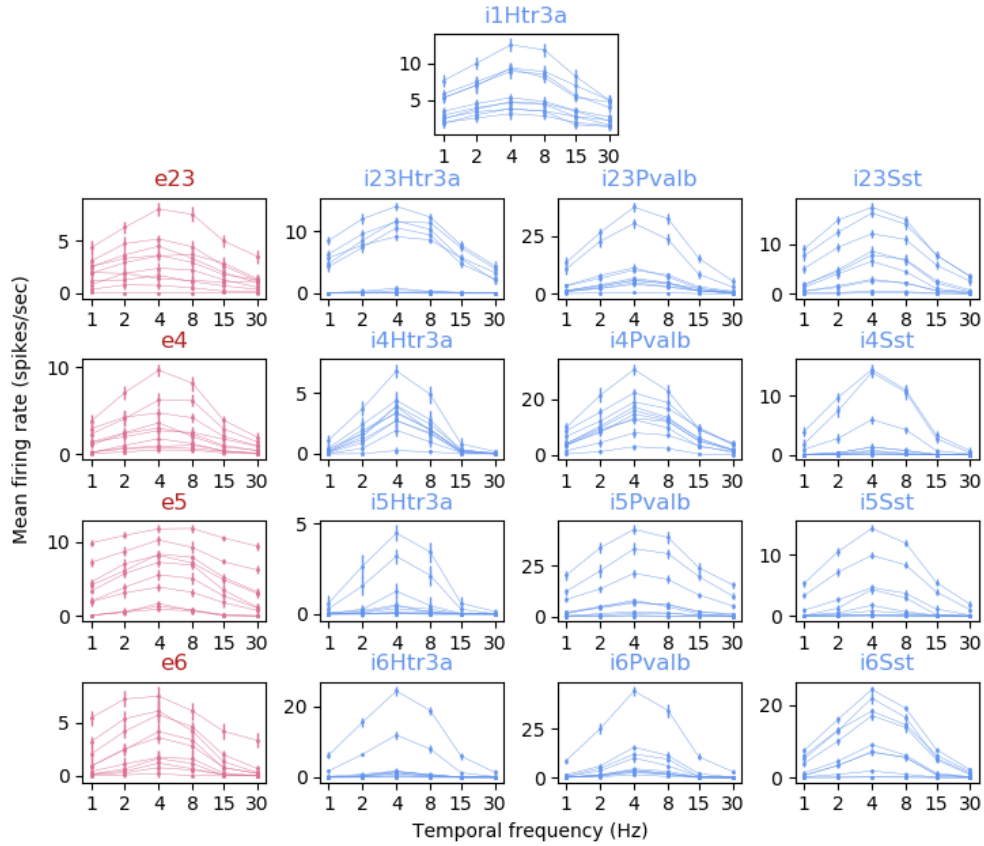 i1Htr3a
10
5
1 2 4 8 15 30
e23 i23Htr3a i23Pvalb i23Sst
5 10 25 10
0 0 0 0
1 2 4 8 15 30 1 2 4 8 15 30 1 2 4 8 15 30 1 2 4 8 15 30
e4 i4Htr3a i4Pvalb i4Sst
10 5 20 10
0 0 0 0
1 2 4 8 15 30 1 2 4 8 15 30 1 2 4 8 15 30 1 2 4 8 15 30
Mean firing rate (spikes/sec)
e5 i5Htr3a i5Pvalb i5Sst
10 5 25 10
0 0 0 0
1 2 4 8 15 30 1 2 4 8 15 30 1 2 4 8 15 30 1 2 4 8 15 30
e6 i6Htr3a i6Pvalb i6Sst
5 20 25 20
0 0 0 0
1 2 4 8 15 30 1 2 4 8 15 30 1 2 4 8 15 30 1 2 4 8 15 30
Temporal frequency (Hz)